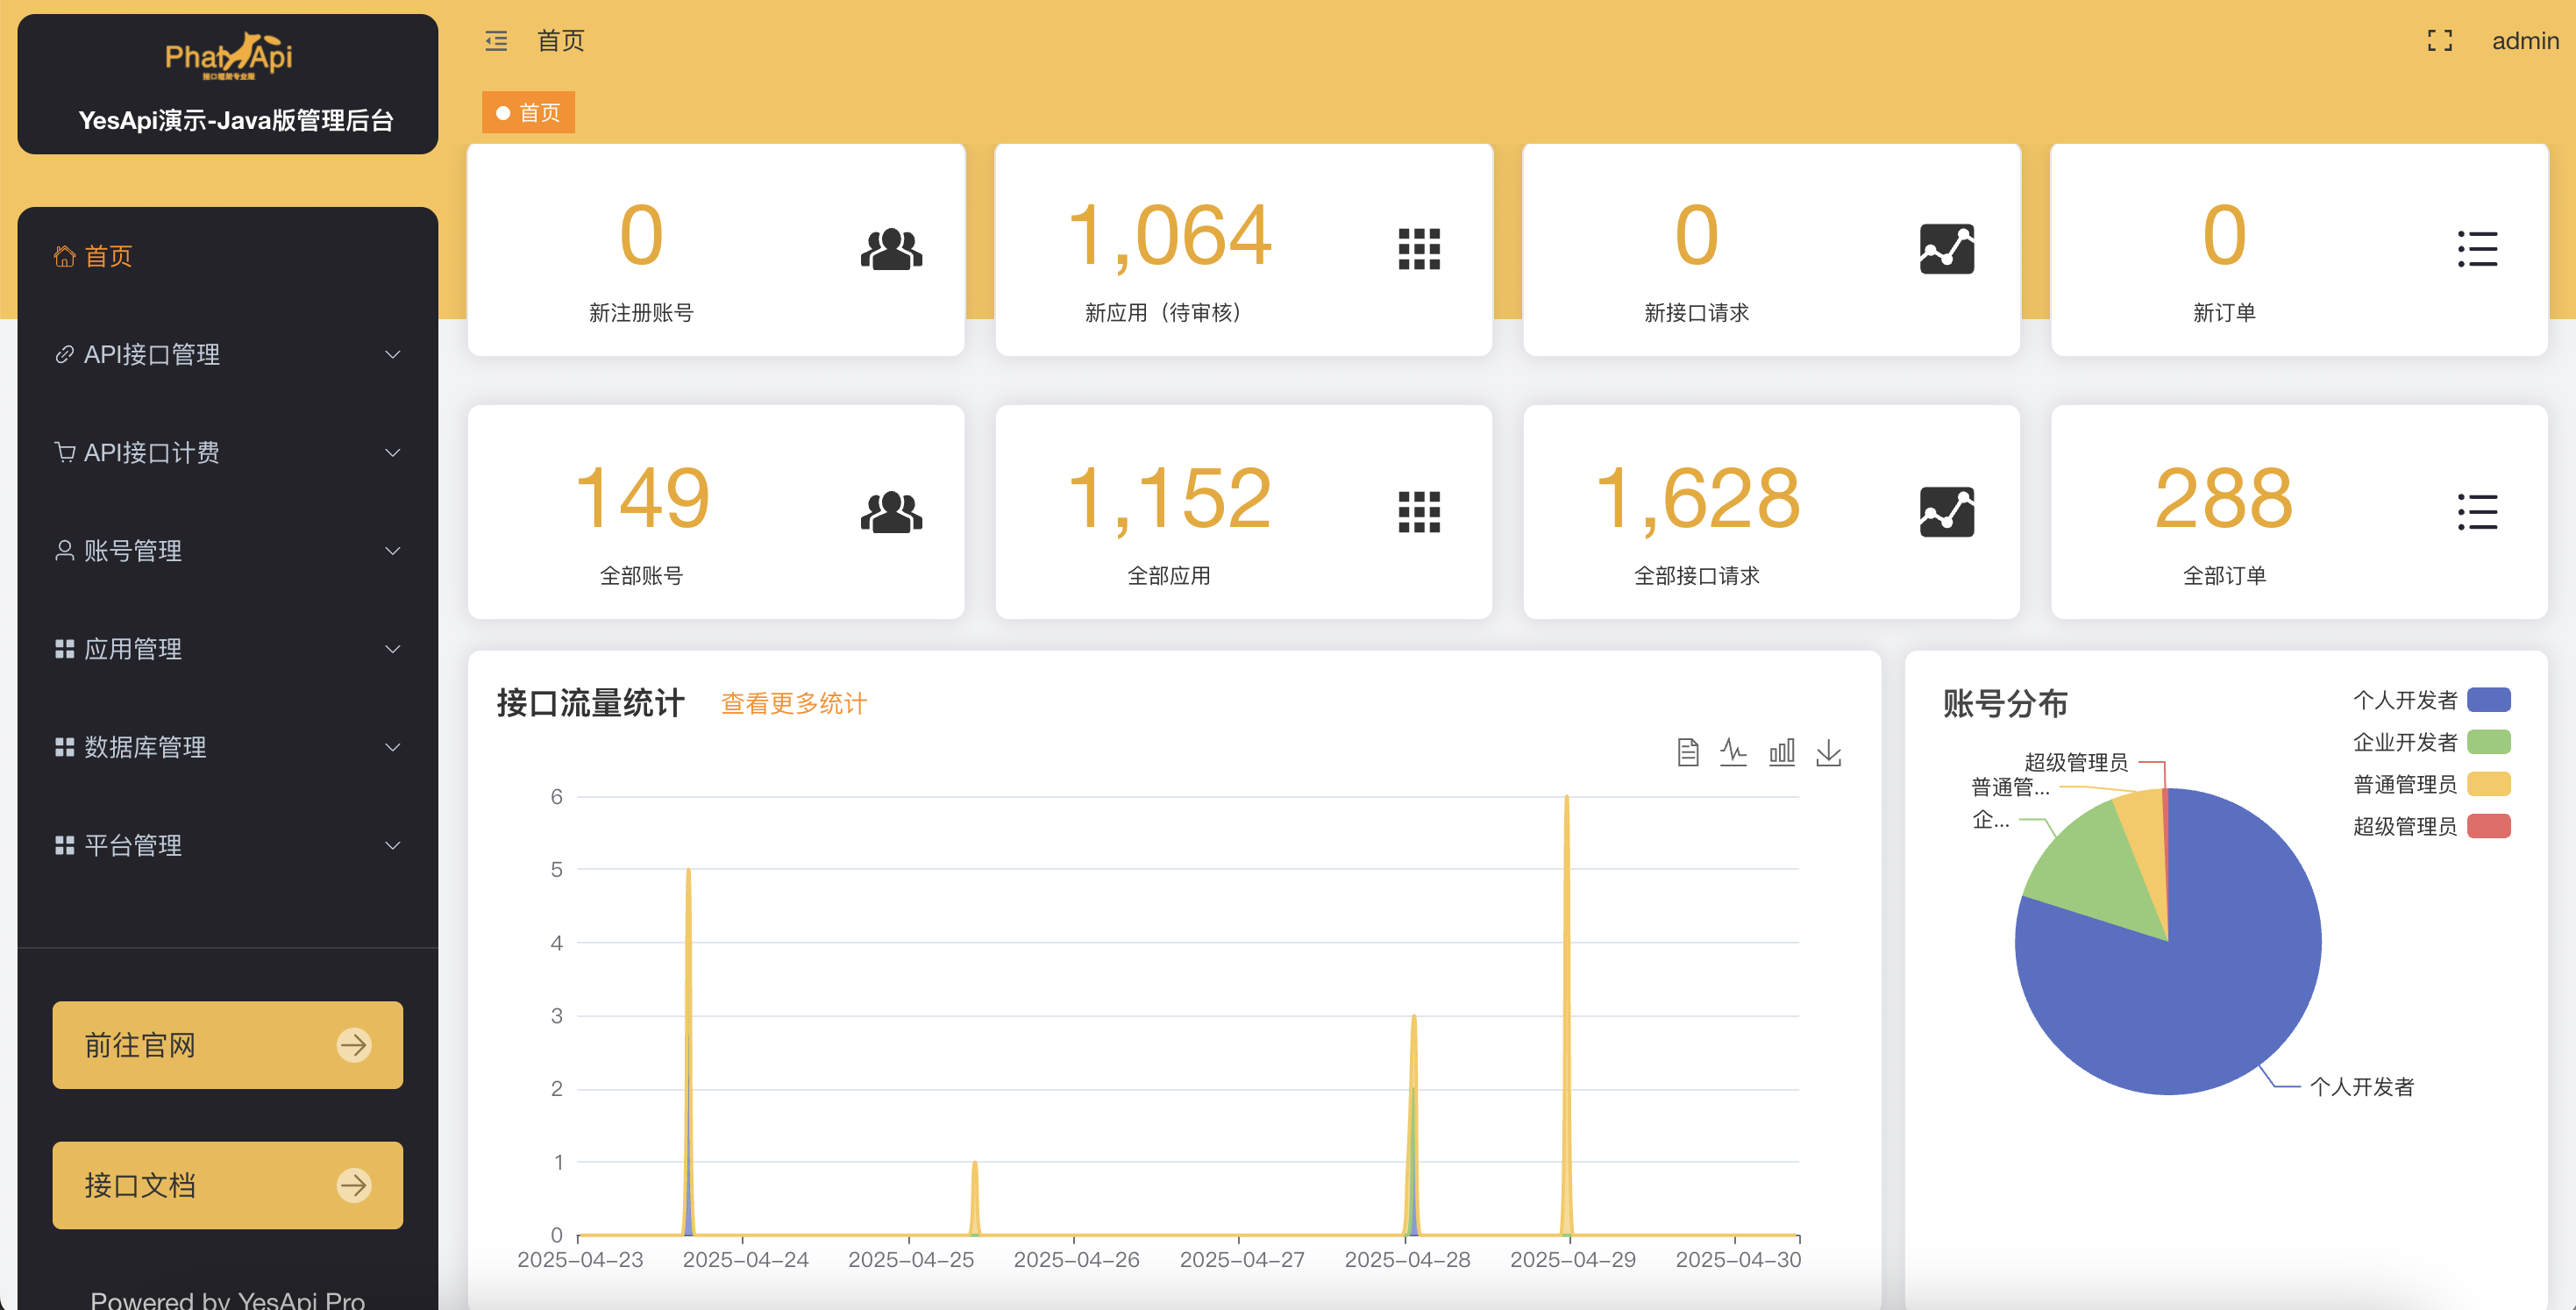 PhalApi
接口框架专业版
YesApi演示-Java版管理后台
首页
API接口管理
API接口计费
账号管理
应用管理
数据库管理
平台管理
前往官网
接口文档
Powered by YesApi Pro
首页
admin
首页
0
新注册账号
1,064
新应用（待审核）
0
新接口请求
0
新订单
149
全部账号
1,152
全部应用
1,628
全部接口请求
288
全部订单
接口流量统计 查看更多统计
6
5
4
3
2
1
0
2025-04-23 2025-04-24 2025-04-25 2025-04-26 2025-04-27 2025-04-28 2025-04-29 2025-04-30
账号分布
个人开发者
企业开发者
普通管理员
超级管理员
超级管理员
普通管...
企...
个人开发者